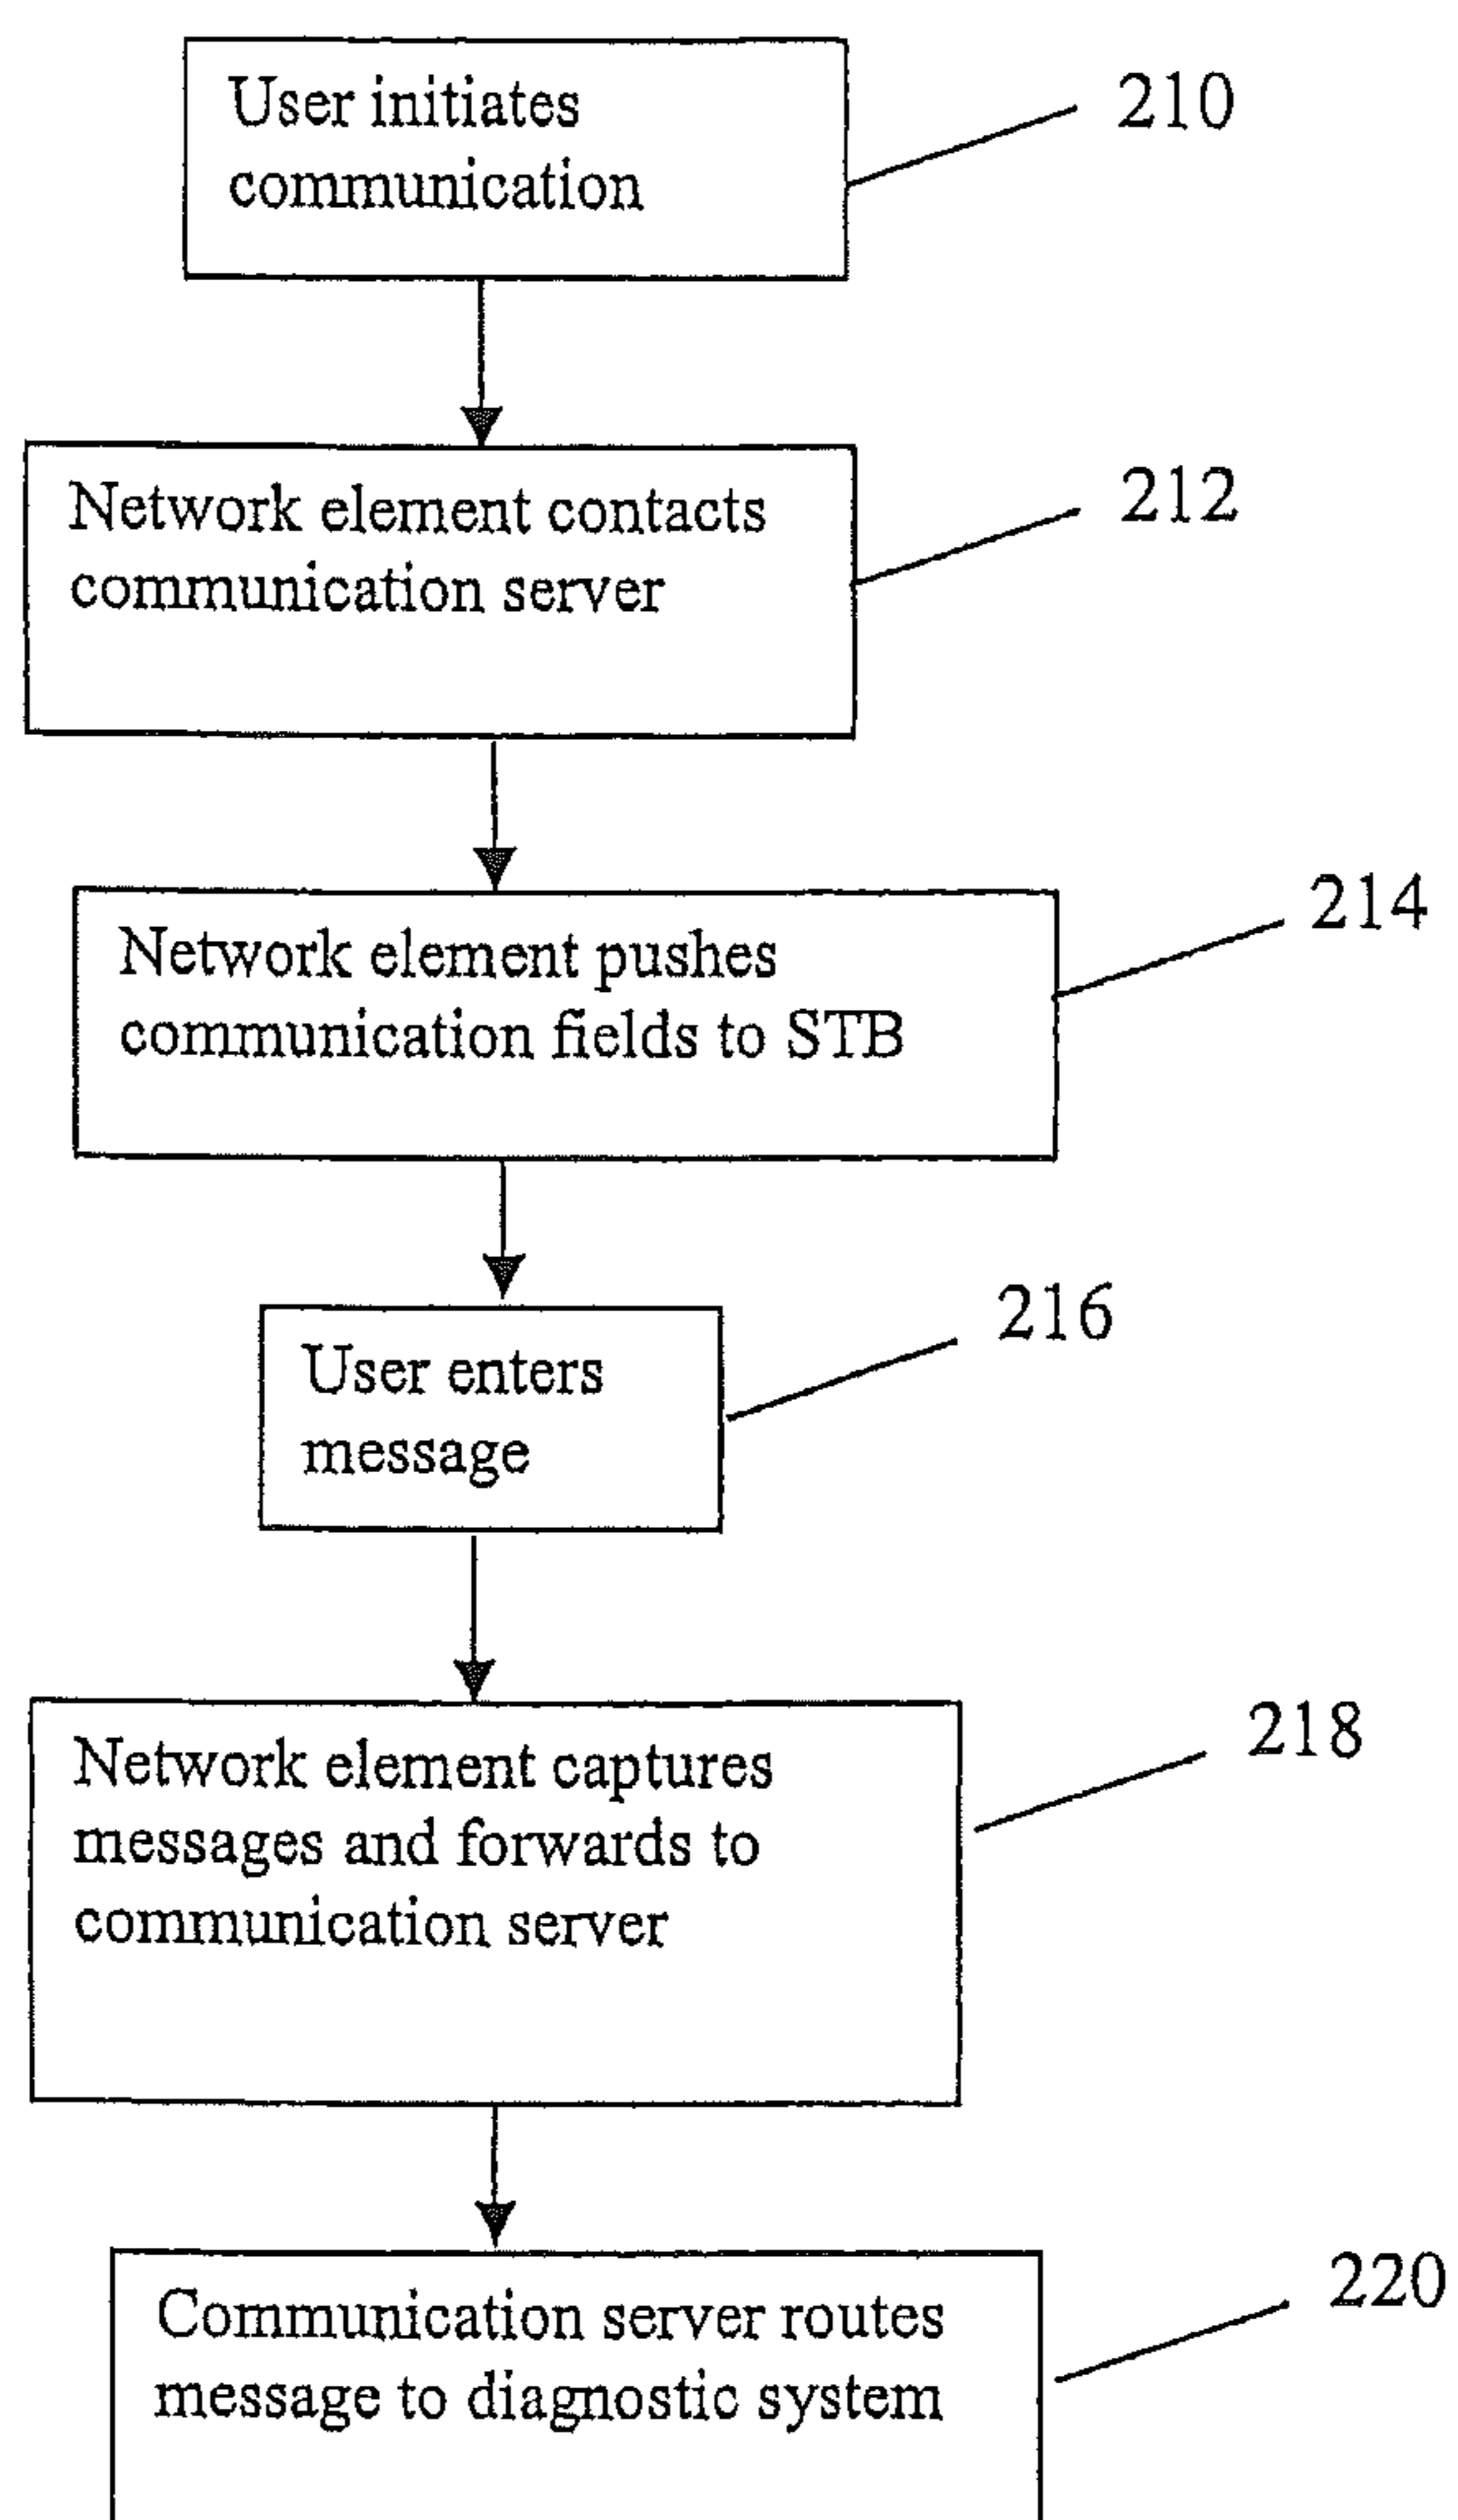 User initiates
communication
210
Network element contacts
communication server
212
Network element pushes
communication fields to STB
214
User enters
message
216
Network element captures
messages and forwards to
communication server
218
Communication server routes
message to diagnostic system
220